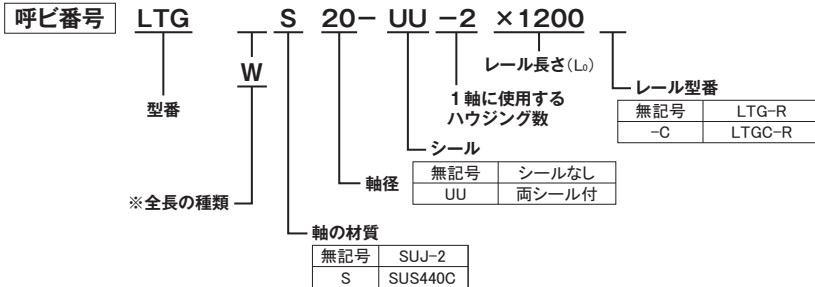 呼ビ番号 LTG S 20- UU -2 ×1200
W
レール長さ(L₀)
レール型番
1軸に使用する
ハウジング数
型番
無記号 LTG-R
-C LTGC-R
シール
無記号 シールなし
UU 両シール付
軸径
※全長の種類
軸の材質
無記号 SUJ-2
S SUS440C